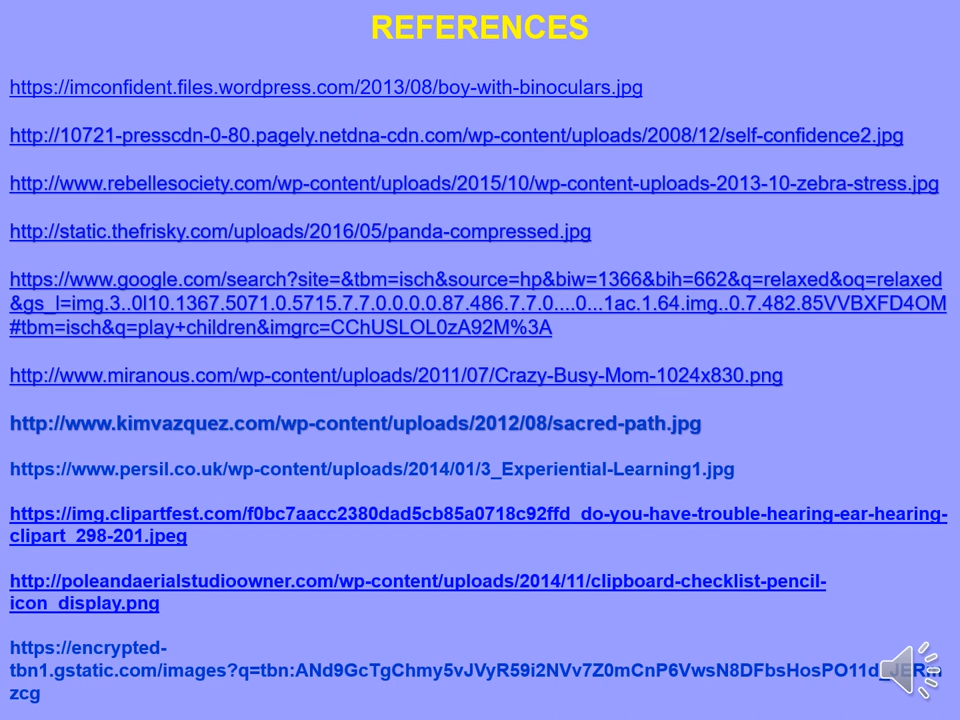 REFERENCES
https://imconfident.files.wordpress.com/2013/08/boy-with-binoculars.jpg
http://10721-presscdn-0-80.pagely.netdna-cdn.com/wp-content/uploads/2008/12/self-confidence2.jpg
http://www.rebellesociety.com/wp-content/uploads/2015/10/wp-content-uploads-2013-10-zebra-stress.jpg
http://static.thefrisky.com/uploads/2016/05/panda-compressed.jpg
https://www.google.com/search?site=&tbm=isch&source=hp&biw=1366&bih=662&q=relaxed&oq=relaxed
&gs_l=img.3..0l10.1367.5071.0.5715.7.7.0.0.0.0.87.486.7.7.0....0...1ac.1.64.img..0.7.482.85VVBXFD4OM
#tbm=isch&q=play+children&imgrc=CChUSLOL0zA92M%3A
http://www.miranous.com/wp-content/uploads/2011/07/Crazy-Busy-Mom-1024x830.png
http://www.kimvazquez.com/wp-content/uploads/2012/08/sacred-path.jpg
https://www.persil.co.uk/wp-content/uploads/2014/01/3_Experiential-Learning1.jpg
https://img.clipartfest.com/f0bc7aacc2380dad5cb85a0718c92ffd_do-you-have-trouble-hearing-ear-hearing-
clipart_298-201.jpeg
http://poleandaerialstudioowner.com/wp-content/uploads/2014/11/clipboard-checklist-pencil-
icon_display.png
https://encrypted-
zcg